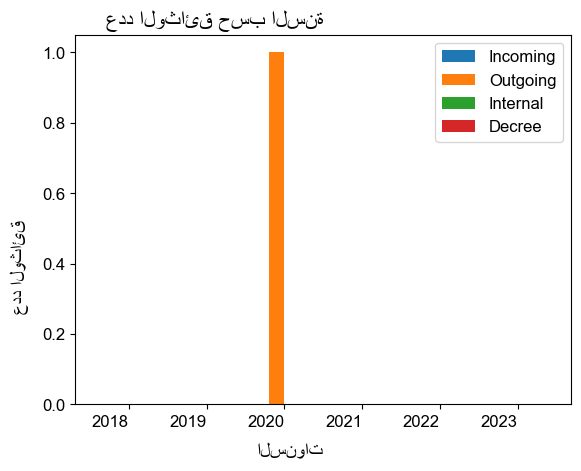 عدد الوثائق حسب السنة
1.0
0.8
0.6
0.4
0.2
0.0
عدد الوثائق
Incoming
Outgoing
Internal
Decree
2018 2019 2020 2021 2022 2023
السنوات